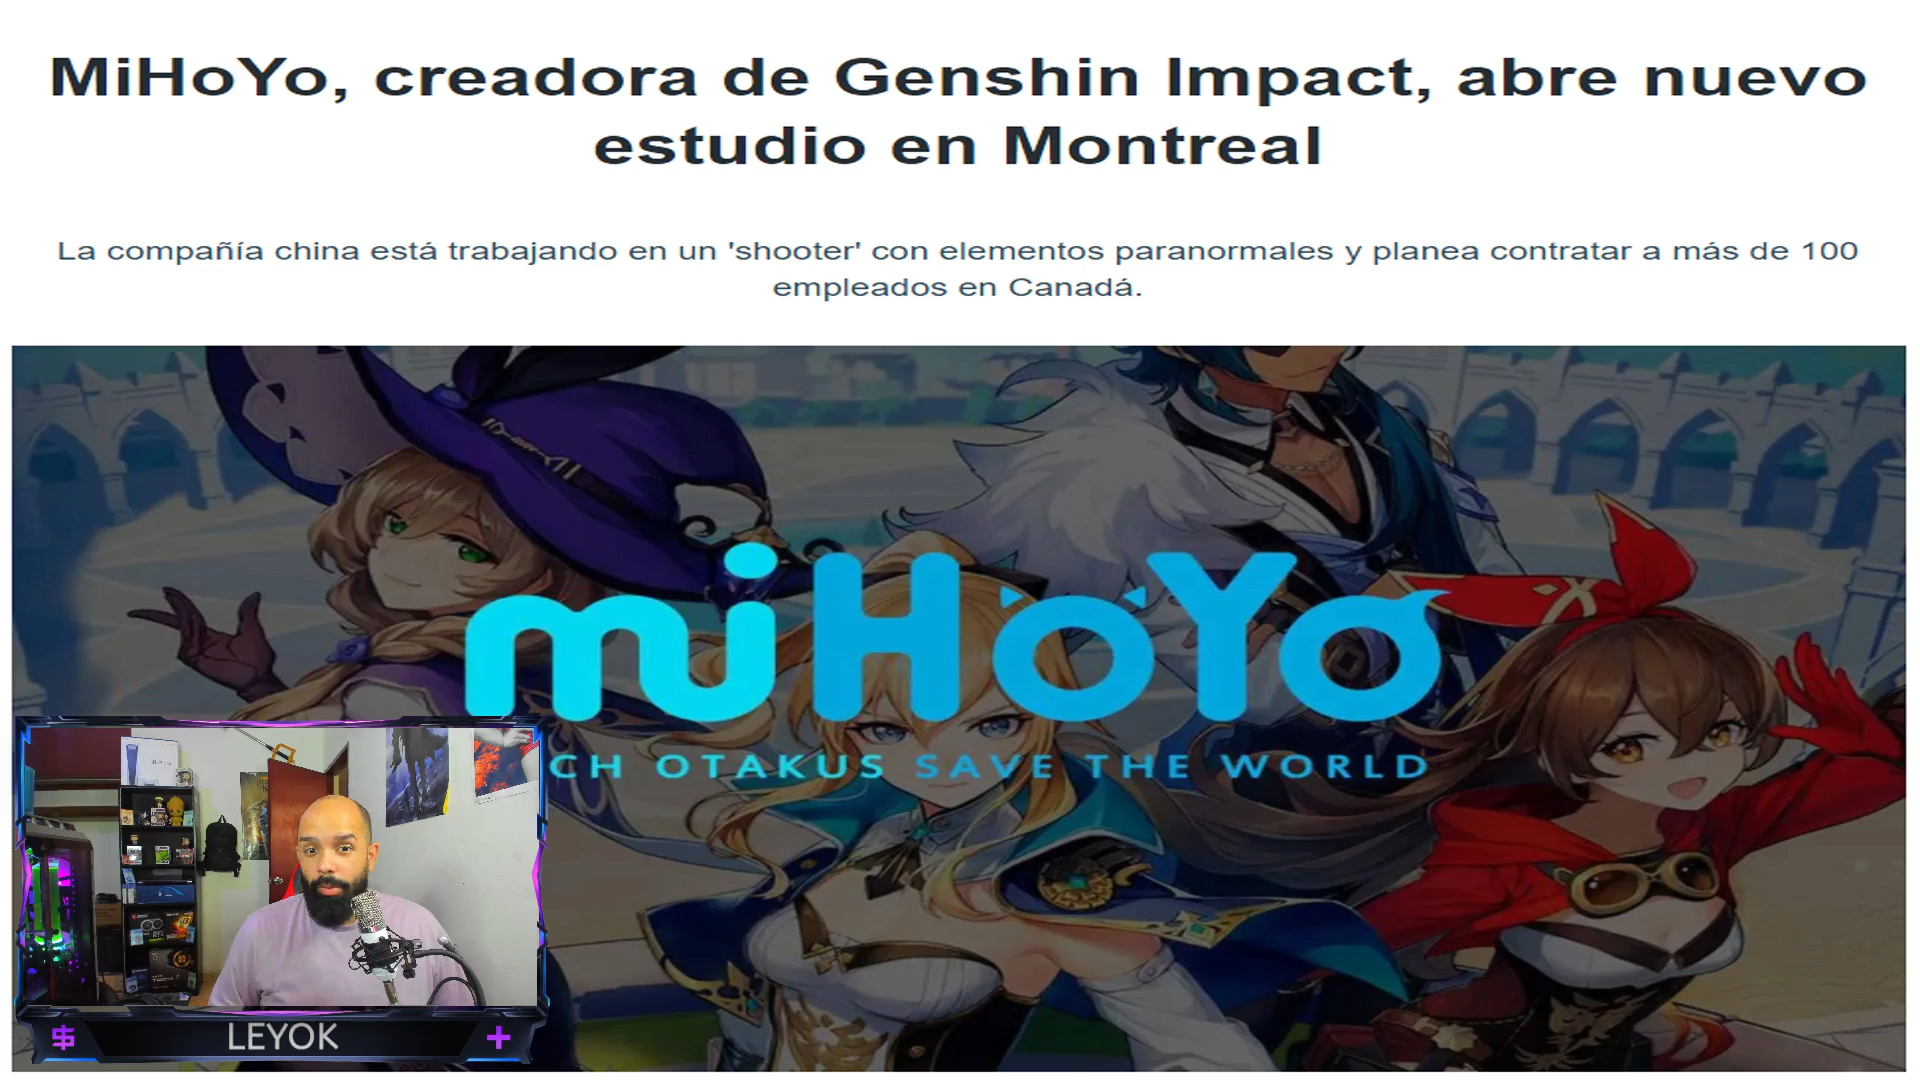 MiHoYo, creadora de Genshin Impact, abre nuevo
estudio en Montreal
La compañía china está trabajando en un 'shooter' con elementos paranormales y planea contratar a más de 100
empleados en Canadá.
miHoYo
CH OTAKUS SAVE THE WORLD
LEYOK